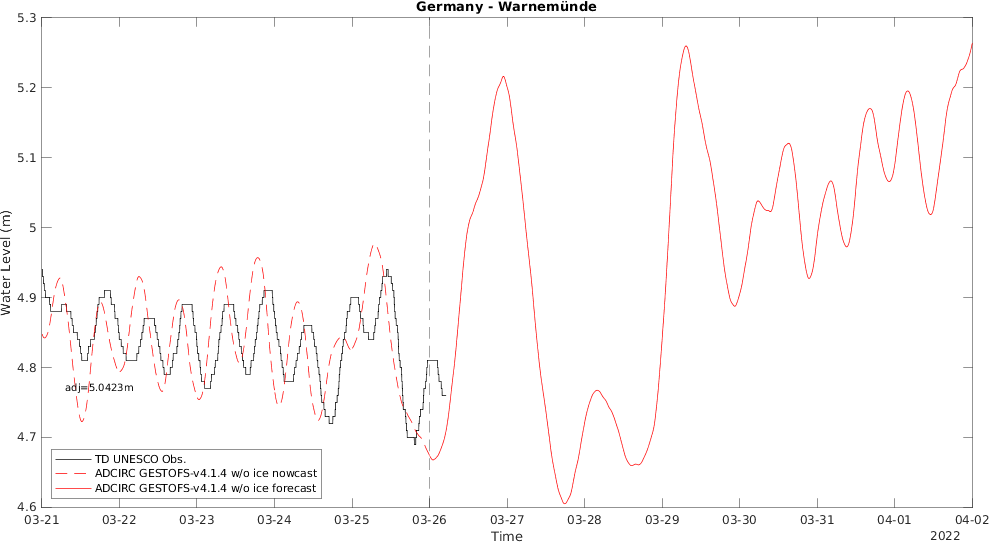 Germany - Warnemünde
5.3
5.2
5.1
5
4.9
4.8
4.7
4.6
Water Level (m)
adj=5.0423m
TD UNESCO Obs.
ADCIRC GESTOFS-v4.1.4 w/o ice nowcast
ADCIRC GESTOFS-v4.1.4 w/o ice forecast
03-21 03-22 03-23 03-24 03-25 03-26 03-27 03-28 03-29 03-30 03-31 04-01 04-02
Time
2022